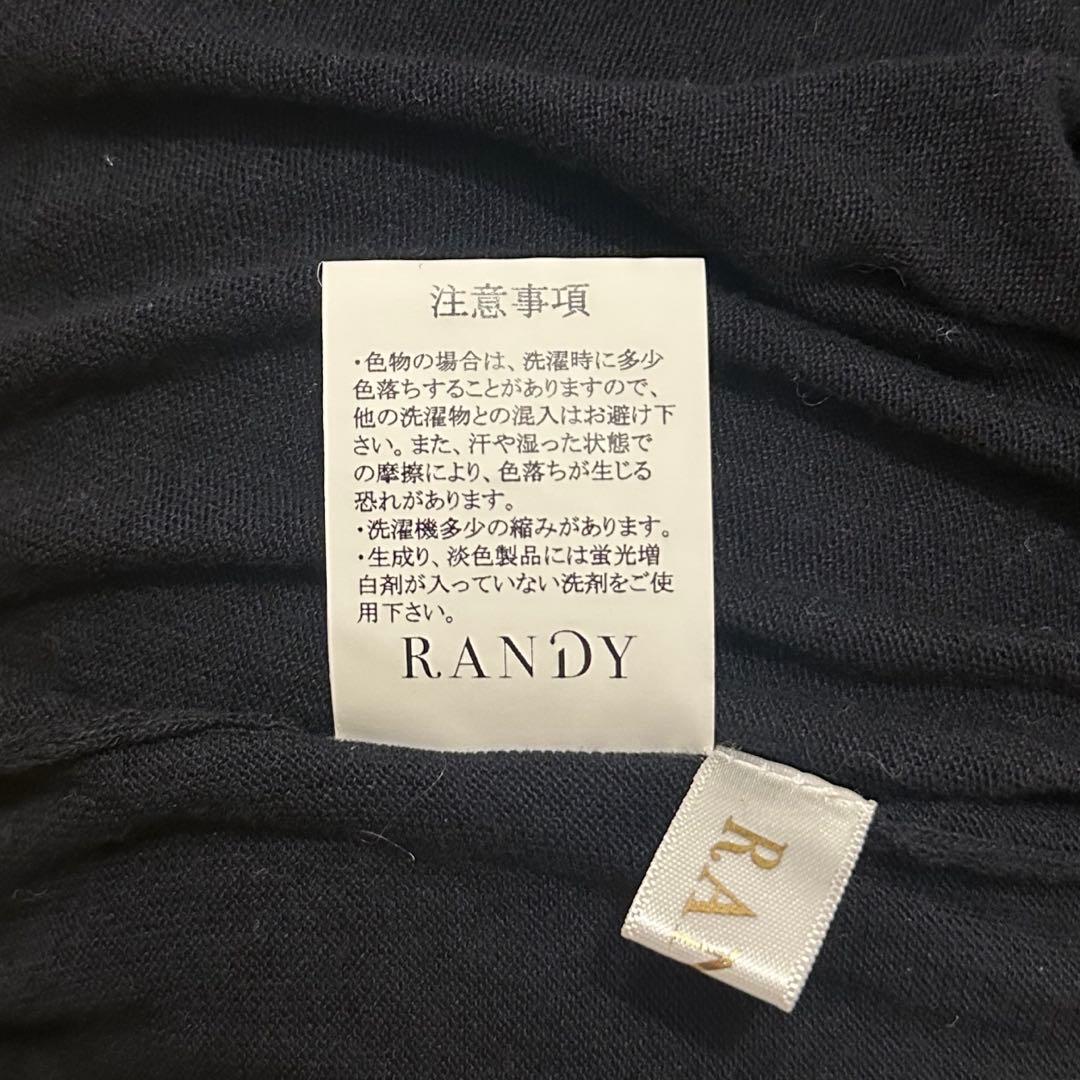 注意事項
・色物の場合は、洗濯時に多少
色落ちすることがありますので、
他の洗濯物との混入はお避け下
さい。また、汗や湿った状態で
の摩擦により、色落ちが生じる
恐れがあります。
・洗濯機多少の縮みがあります。
・生成り、淡色製品には蛍光増
白剤が入っていない洗剤をご使
用下さい。
RANDY
RA